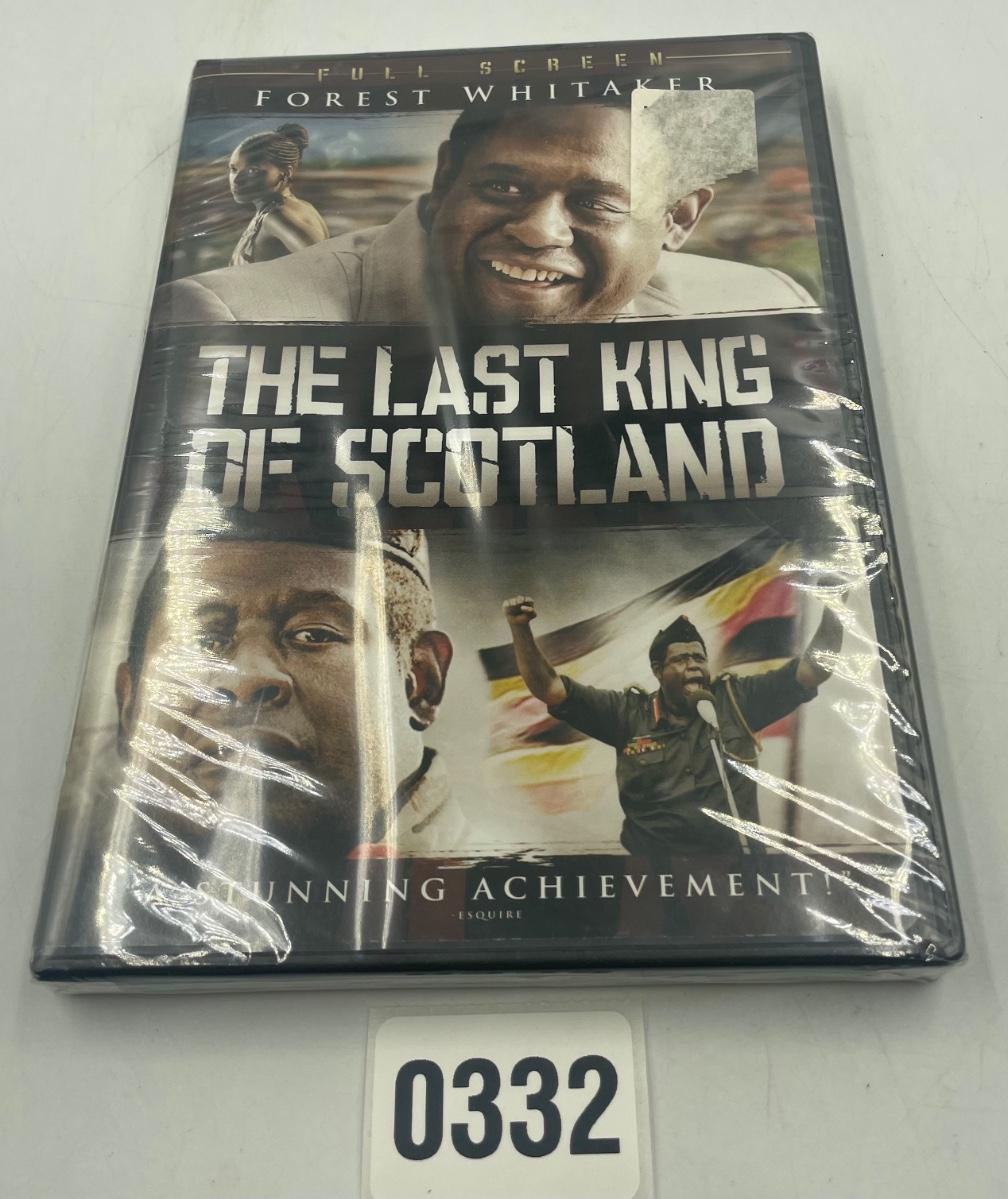 FULL SCREEN
FOREST WHITAKER
THE LAST KING
OF SCOTLAND
"A STUNNING ACHIEVEMENT!"
-ESQUIRE
0332